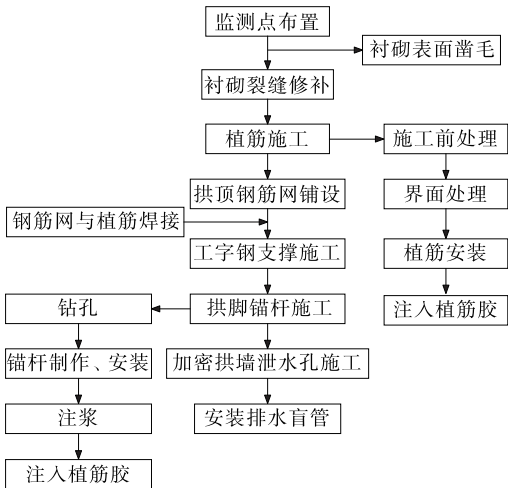 监测点布置
衬砌表面凿毛
衬砌裂缝修补
植筋施工
施工前处理
拱顶钢筋网铺设
界面处理
钢筋网与植筋焊接
工字钢支撑施工
植筋安装
钻孔
拱脚锚杆施工
注入植筋胶
锚杆制作、安装
加密拱墙泄水孔施工
注浆
安装排水盲管
注入植筋胶